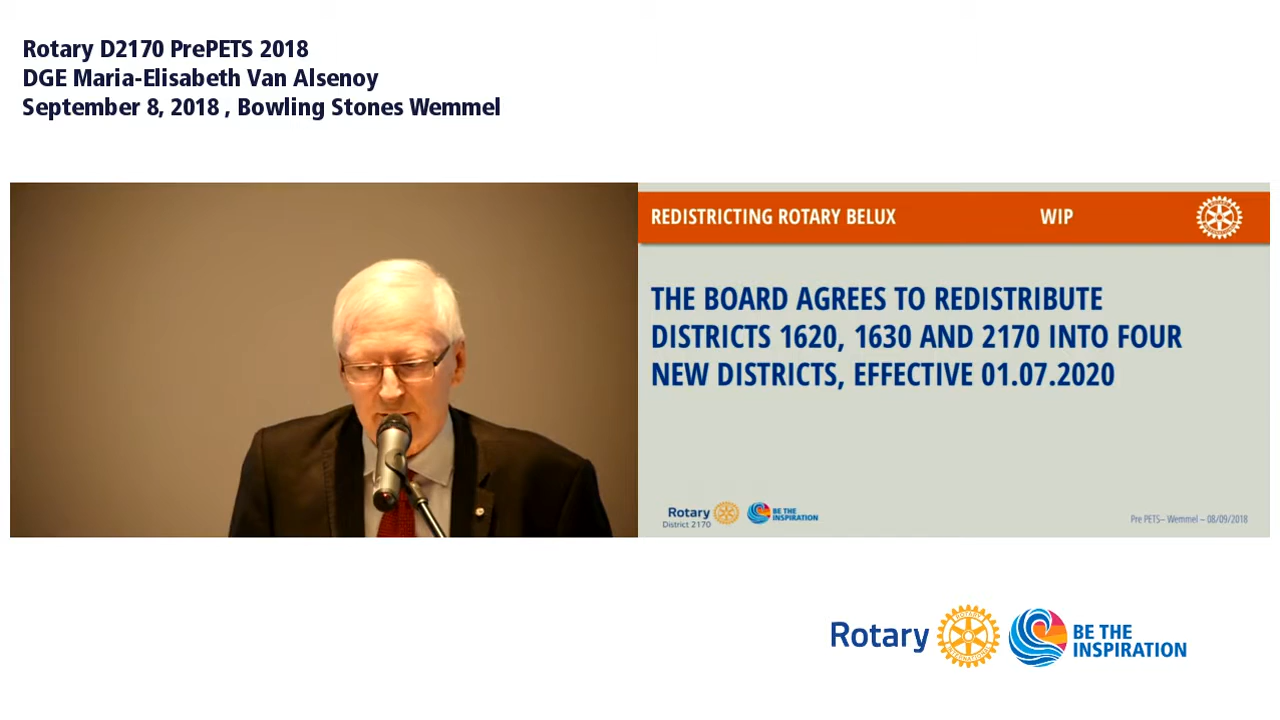 Rotary D2170 PrePETS 2018
DGE Maria-Elisabeth Van Alsenoy
September 8, 2018 , Bowling Stones Wemmel
REDISTRICTING ROTARY BELUX WIP
THE BOARD AGREES TO REDISTRIBUTE
DISTRICTS 1620, 1630 AND 2170 INTO FOUR
NEW DISTRICTS, EFFECTIVE 01.07.2020
Rotary
District 2170
BE THE
INSPIRATION
Pre PETS– Wemmel – 08/09/2018
Rotary
ROTARY
INTERNATIONAL
BE THE
INSPIRATION